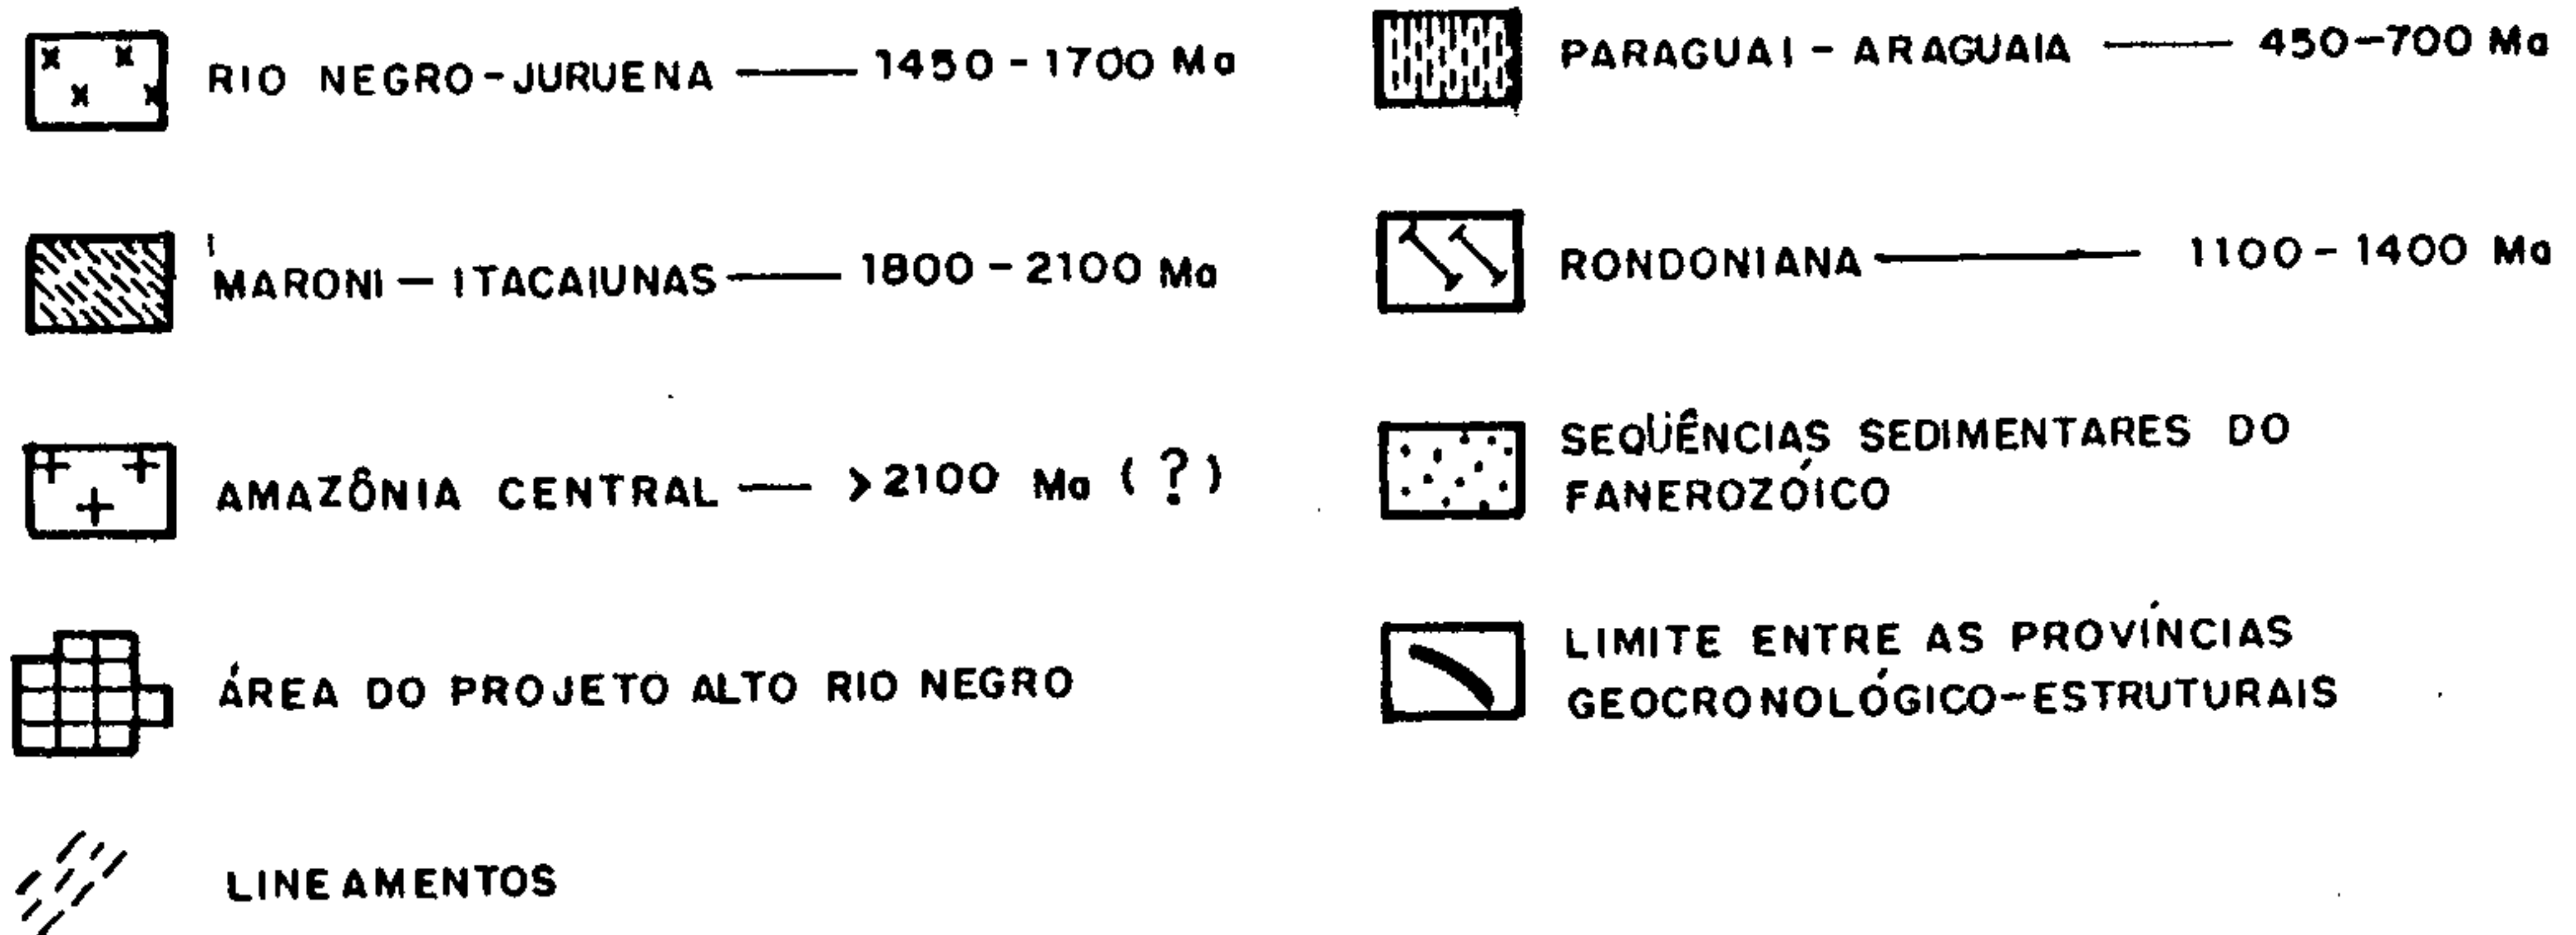 RIO NEGRO-JURUENA — 1450-1700 Ma
MARONI — ITACAIUNAS — 1800-2100 Ma
AMAZÔNIA CENTRAL — >2100 Ma (?)
ÁREA DO PROJETO ALTO RIO NEGRO
LINEAMENTOS
PARAGUAI - ARAGUAIA — 450-700 Ma
RONDONIANA — 1100-1400 Ma
SEQÜÊNCIAS SEDIMENTARES DO
FANEROZÓICO
LIMITE ENTRE AS PROVÍNCIAS
GEOCRONOLÓGICO-ESTRUTURAIS